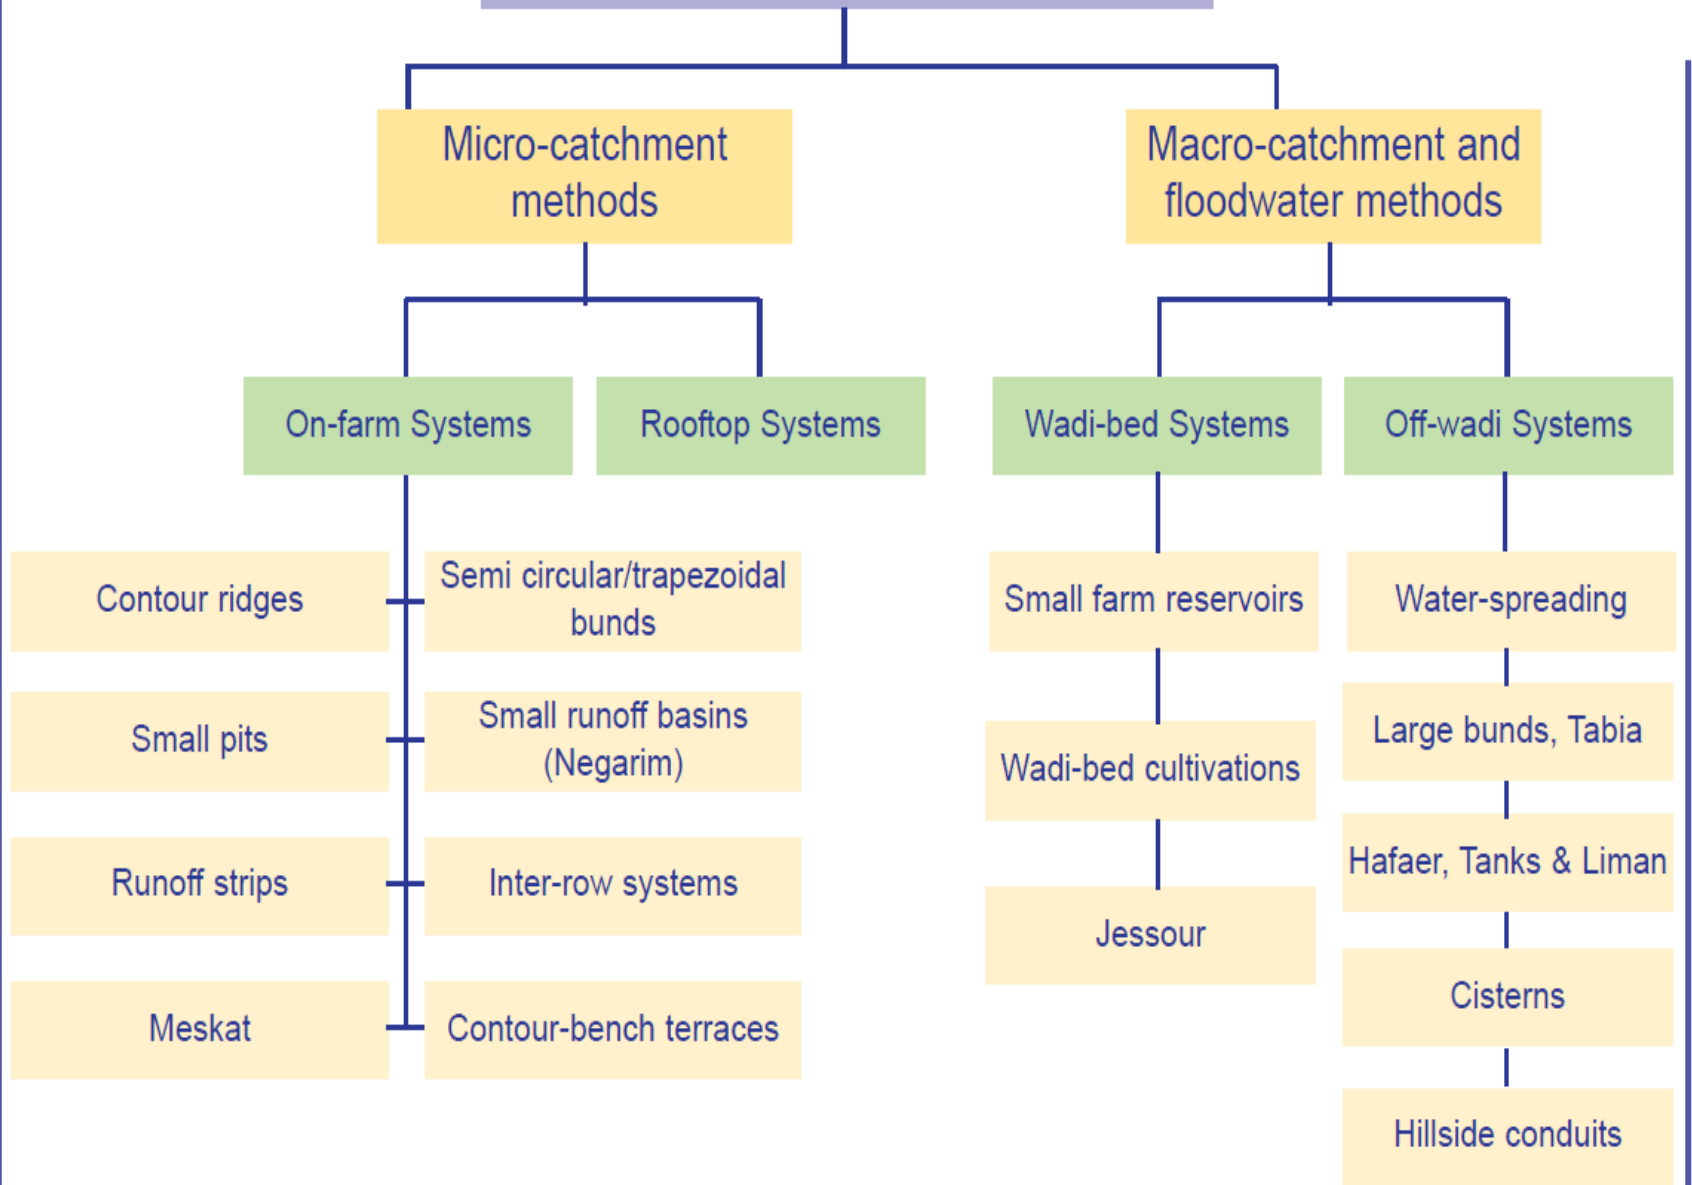 Micro-catchment
methods
Macro-catchment and
floodwater methods
On-farm Systems
Rooftop Systems
Wadi-bed Systems
Off-wadi Systems
Contour ridges
Semi circular/trapezoidal
bunds
Small farm reservoirs
Water-spreading
Small pits
Small runoff basins
(Negarim)
Wadi-bed cultivations
Large bunds, Tabia
Runoff strips
Inter-row systems
Jessour
Hafaer, Tanks & Liman
Meskat
Contour-bench terraces
Cisterns
Hillside conduits